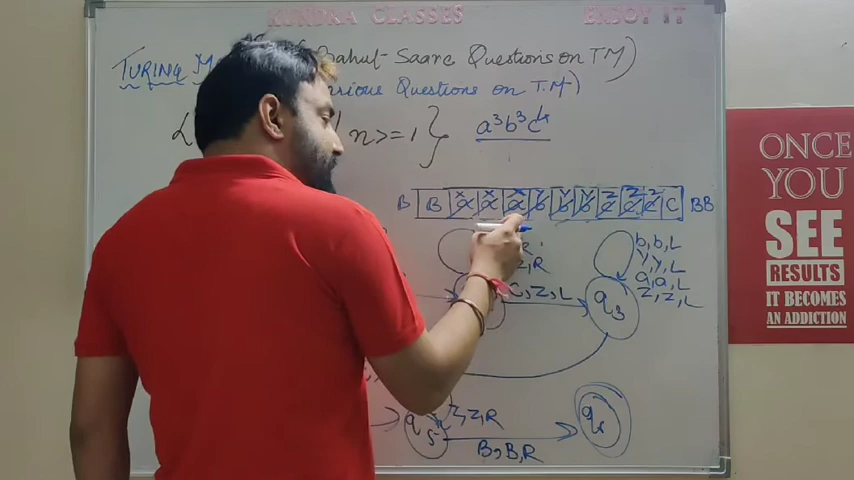 KUNDRA CLASSES ENJOY IT
TURING M Bahut-Saare Questions on TM)
arious Questions on T.M)
n>=1} a³b³c⁴
B B a a a b b b c c c c BB
X X X Y Y Y Z Z Z
b,b,L
Y,Y,L
a,a,L
Z,Z,L
Z,R
C,Z,L
q3
Z,Z,R
q5
B,B,R
ONCE
YOU
SEE
RESULTS
IT BECOMES
AN ADDICTION